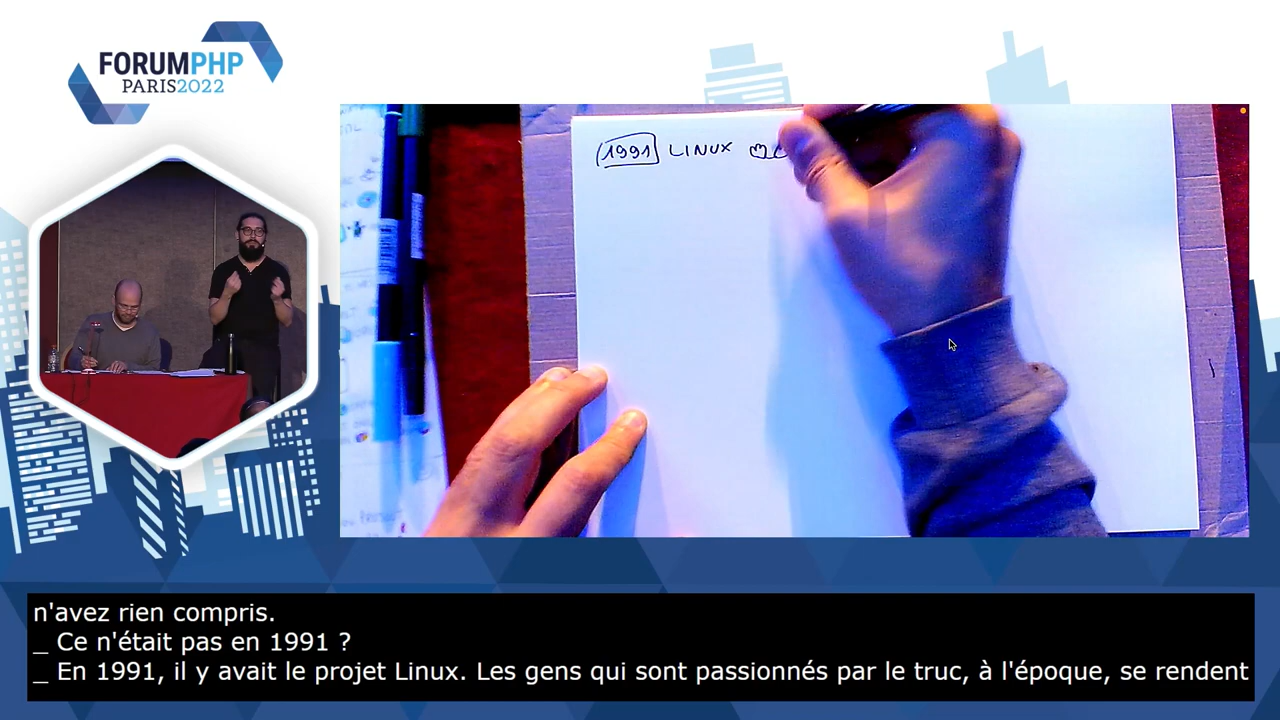 FORUMPHP
PARIS2022
1991 LINUX
n'avez rien compris.
_ Ce n'était pas en 1991 ?
_ En 1991, il y avait le projet Linux. Les gens qui sont passionnés par le truc, à l'époque, se rendent